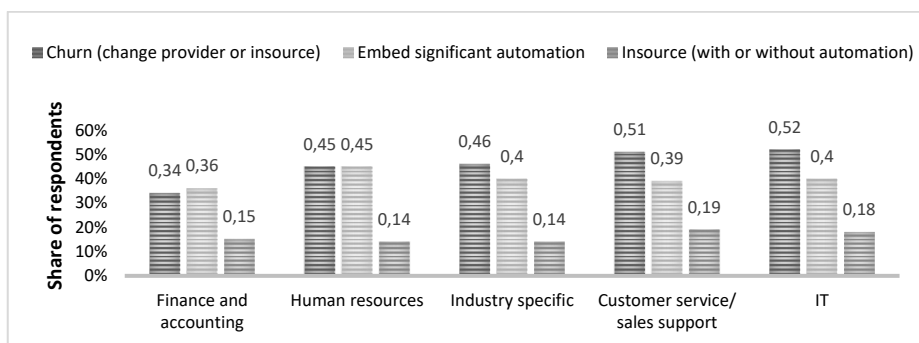 Churn (change provider or insource) Embed significant automation Insource (with or without automation)
Share of respondents
60%
50%
40%
30%
20%
10%
0%
0,34 0,36 0,15
0,45 0,45 0,14
0,46 0,4 0,14
0,51 0,39 0,19
0,52 0,4 0,18
Finance and
accounting
Human resources
Industry specific
Customer service/
sales support
IT